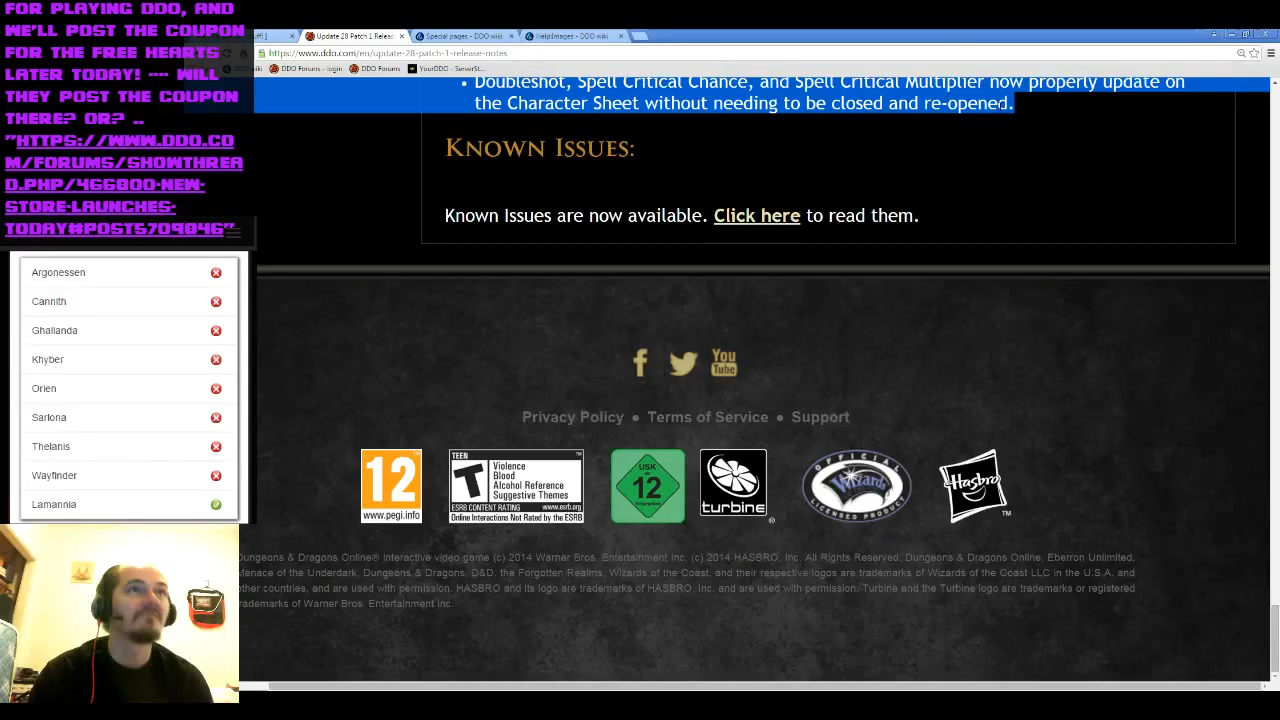 FOR PLAYING DDO, AND
WE'LL POST THE COUPON
FOR THE FREE HEARTS
LATER TODAY! ---- WILL
THEY POST THE COUPON
THERE? OR? ..
"HTTPS://WWW.DDO.CO
M/FORUMS/SHOWTHREA
D.PHP/466800-NEW-
STORE-LAUNCHES-
TODAY#POST5709046"
Update 28 Patch 1 Releas
Special pages - DDO wiki
Help:Images - DDO wiki
https://www.ddo.com/en/update-28-patch-1-release-notes
DDO Forums - login
DDO Forums
YourDDO - ServerSt...
• Doubleshot, Spell Critical Chance, and Spell Critical Multiplier now properly update on
the Character Sheet without needing to be closed and re-opened.
Known Issues:
Known Issues are now available. Click here to read them.
Argonessen
Cannith
Ghallanda
Khyber
Orien
Sarlona
Thelanis
Wayfinder
Lamannia
f
You
Tube
Privacy Policy ● Terms of Service ● Support
12
www.pegi.info
TEEN
T
Violence
Blood
Alcohol Reference
Suggestive Themes
ESRB CONTENT RATING www.esrb.org
Online Interactions Not Rated by the ESRB
USK
12
turbine
®
OFFICIAL
Wizards
LICENSED PRODUCT
Hasbro
TM
Dungeons & Dragons Online® interactive video game (c) 2014 Warner Bros. Entertainment Inc. (c) 2014 HASBRO, Inc. All Rights Reserved. Dungeons & Dragons Online, Eberron Unlimited,
Menace of the Underdark, Dungeons & Dragons, D&D, the Forgotten Realms, Wizards of the Coast, and their respective logos are trademarks of Wizards of the Coast LLC in the U.S.A. and
other countries, and are used with permission. HASBRO and its logo are trademarks of HASBRO, Inc. and are used with permission. Turbine and the Turbine logo are trademarks or registered
trademarks of Warner Bros. Entertainment Inc.